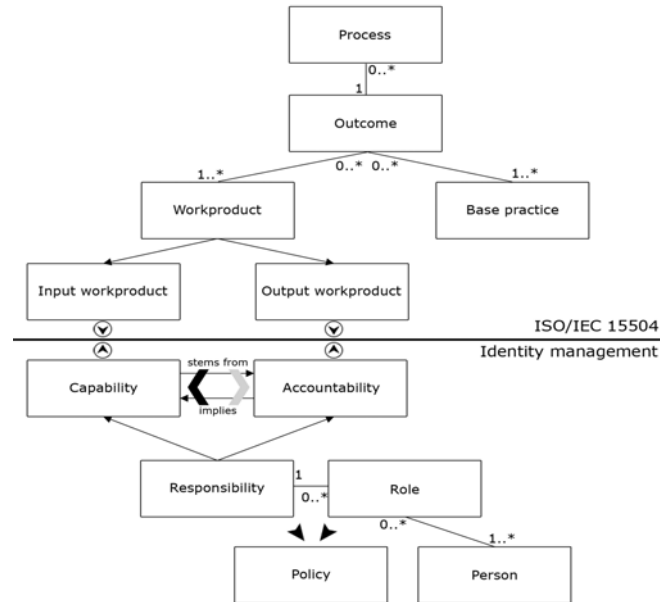 Process
0..*
1
Outcome
1..*
0..* 0..*
1..*
Workproduct
Base practice
Input workproduct
Output workproduct
ISO/IEC 15504
Identity management
stems from
Capability
Accountability
implies
Responsibility
1
0..*
Role
0..*
1..*
Policy
Person